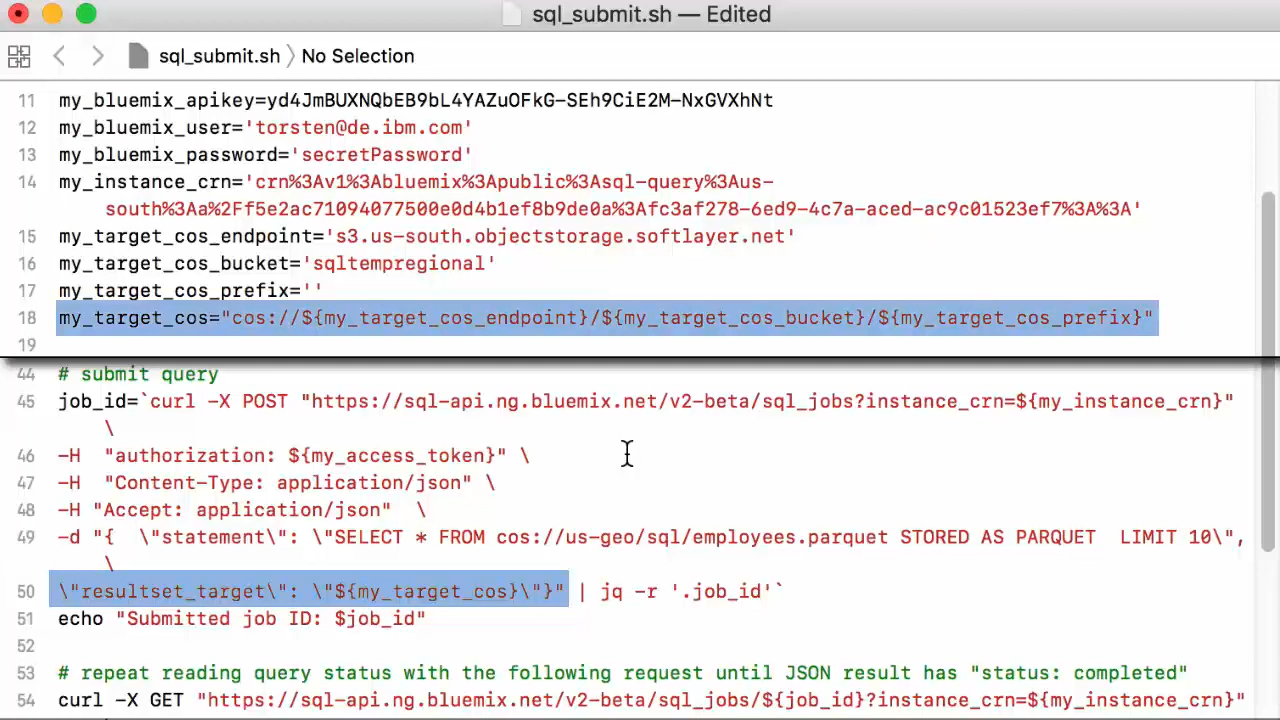 sql_submit.sh — Edited
sql_submit.sh 〉 No Selection
11 my_bluemix_apikey=yd4JmBUXNQbEB9bL4YAZuOFkG-SEh9CiE2M-NxGVXhNt
12 my_bluemix_user='torsten@de.ibm.com'
13 my_bluemix_password='secretPassword'
14 my_instance_crn='crn%3Av1%3Abluemix%3Apublic%3Asql-query%3Aus-
south%3Aa%2Ff5e2ac71094077500e0d4b1ef8b9de0a%3Afc3af278-6ed9-4c7a-aced-ac9c01523ef7%3A%3A'
15 my_target_cos_endpoint='s3.us-south.objectstorage.softlayer.net'
16 my_target_cos_bucket='sqltempregional'
17 my_target_cos_prefix=''
18 my_target_cos="cos://${my_target_cos_endpoint}/${my_target_cos_bucket}/${my_target_cos_prefix}"
19
44 # submit query
45 job_id=`curl -X POST "https://sql-api.ng.bluemix.net/v2-beta/sql_jobs?instance_crn=${my_instance_crn}"
\
46 -H  "authorization: ${my_access_token}" \
47 -H  "Content-Type: application/json" \
48 -H "Accept: application/json"  \
49 -d "{  \"statement\": \"SELECT * FROM cos://us-geo/sql/employees.parquet STORED AS PARQUET  LIMIT 10\",
\
50 \"resultset_target\": \"${my_target_cos}\"}" | jq -r '.job_id'`
51 echo "Submitted job ID: $job_id"
52
53 # repeat reading query status with the following request until JSON result has "status: completed"
54 curl -X GET "https://sql-api.ng.bluemix.net/v2-beta/sql_jobs/${job_id}?instance_crn=${my_instance_crn}"